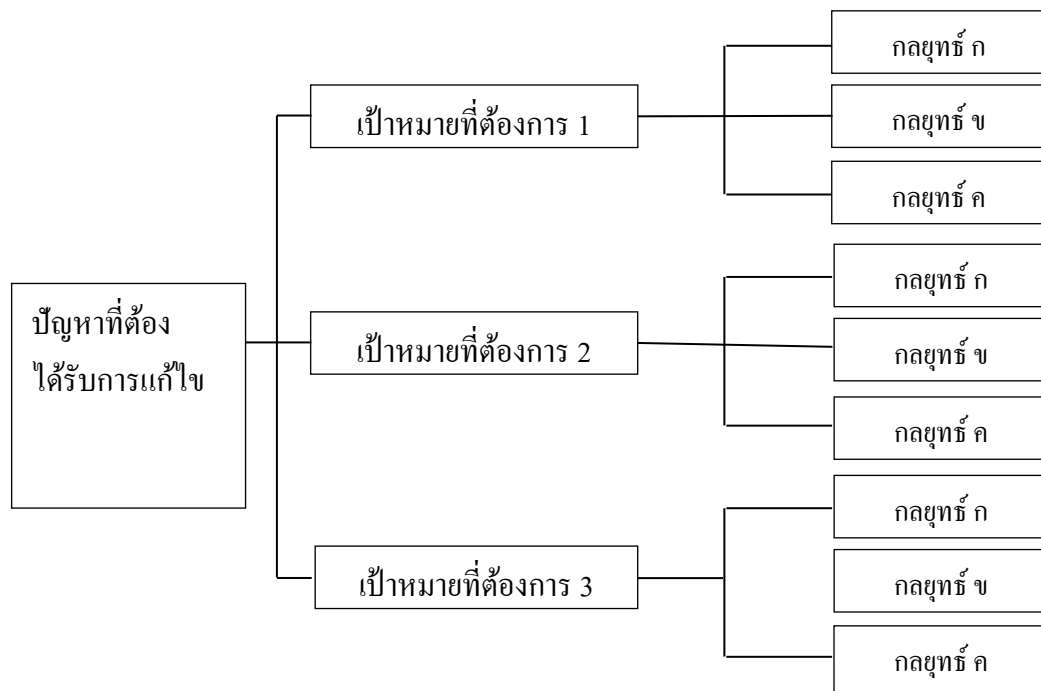 ปัญหาที่ต้อง
ได้รับการแก้ไข
เป้าหมายที่ต้องการ 1
กลยุทธ์ ก
กลยุทธ์ ข
กลยุทธ์ ค
เป้าหมายที่ต้องการ 2
กลยุทธ์ ก
กลยุทธ์ ข
กลยุทธ์ ค
เป้าหมายที่ต้องการ 3
กลยุทธ์ ก
กลยุทธ์ ข
กลยุทธ์ ค